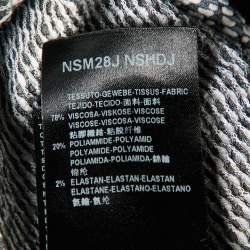 NSM28J NSHDJ
TESSUTO-GEWEBE-TISSUS-FABRIC
TEJIDO-TECIDO-面料-面料
78% VISCOSA-VISKOSE-VISCOSE
VISCOSE-VISCOSA-VISCOSE
粘膠纖維-粘胶纤维
20% POLIAMMIDE-POLYAMID
POLYAMIDE-POLYAMIDE
POLIAMIDA-POLIAMIDA-錦綸
锦纶
2% ELASTAN-ELASTAN-ELASTAN
ELASTANE-ELASTANO-ELASTANO
氨綸-氨纶